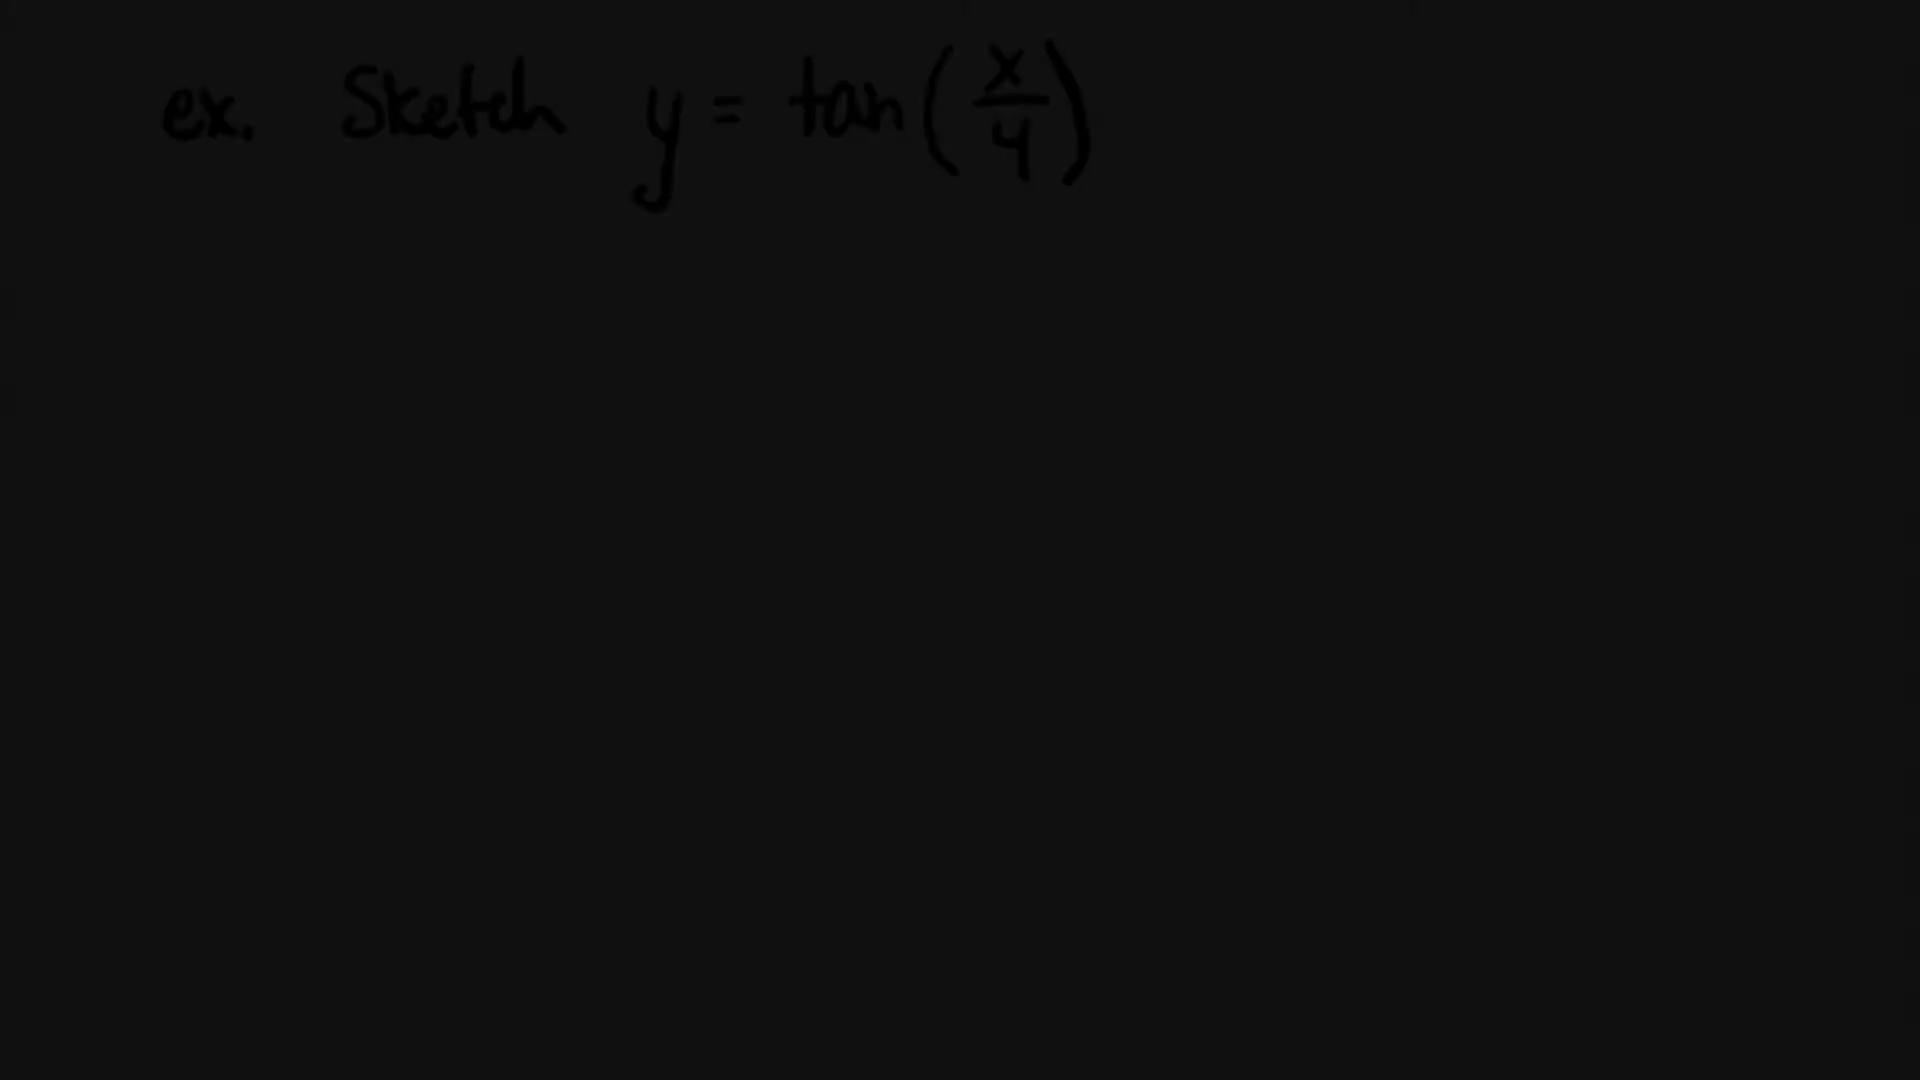 ex. Sketch y = tan(x/4)